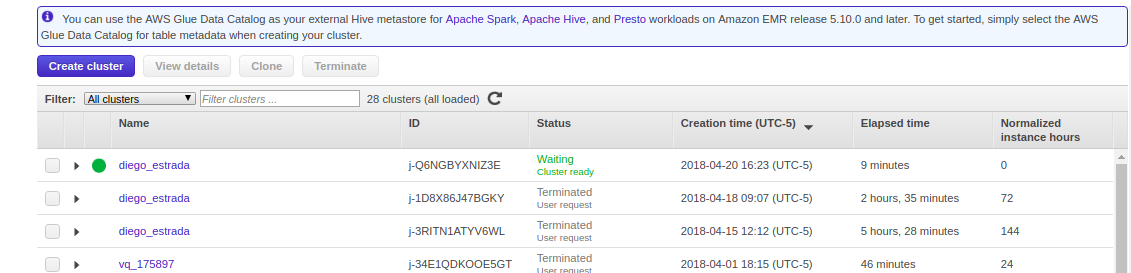 You can use the AWS Glue Data Catalog as your external Hive metastore for Apache Spark, Apache Hive, and Presto workloads on Amazon EMR release 5.10.0 and later. To get started, simply select the AWS
Glue Data Catalog for table metadata when creating your cluster.
Create cluster View details Clone Terminate
Filter: All clusters Filter clusters ... 28 clusters (all loaded)
Name ID Status Creation time (UTC-5) Elapsed time Normalized
instance hours
diego_estrada j-Q6NGBYXNIZ3E Waiting 2018-04-20 16:23 (UTC-5) 9 minutes 0
Cluster ready
diego_estrada j-1D8X86J47BGKY Terminated 2018-04-18 09:07 (UTC-5) 2 hours, 35 minutes 72
User request
diego_estrada j-3RITN1ATYV6WL Terminated 2018-04-15 12:12 (UTC-5) 5 hours, 28 minutes 144
User request
vq_175897 j-34E1QDKOOE5GT Terminated 2018-04-01 18:15 (UTC-5) 46 minutes 24
User request